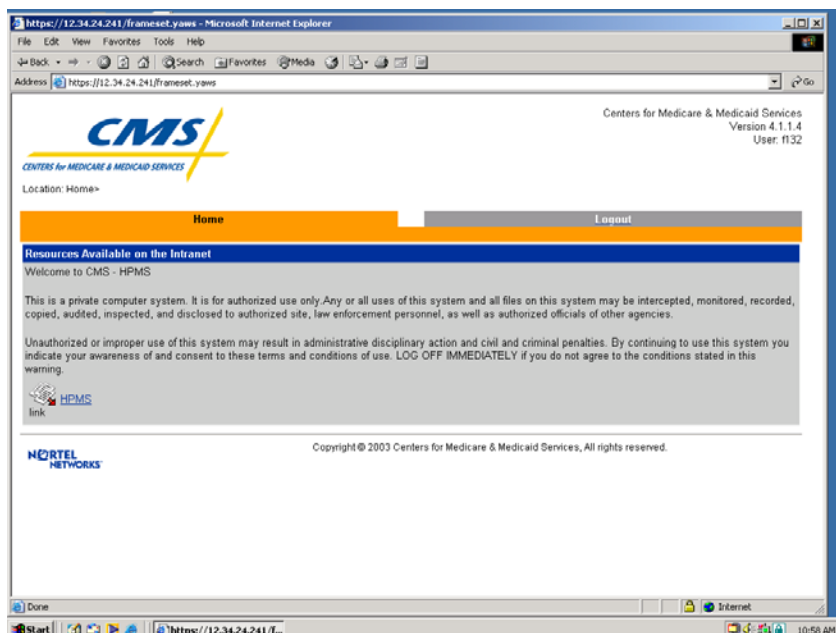 https://12.34.24.241/frameset.yaws - Microsoft Internet Explorer
File Edit View Favorites Tools Help
Back Search Favorites Media
Address https://12.34.24.241/frameset.yaws Go
Centers for Medicare & Medicaid Services
Version 4.1.1.4
User: f132
CMS
CENTERS for MEDICARE & MEDICAID SERVICES
Location: Home>
Home Logout
Resources Available on the Intranet
Welcome to CMS - HPMS
This is a private computer system. It is for authorized use only.Any or all uses of this system and all files on this system may be intercepted, monitored, recorded,
copied, audited, inspected, and disclosed to authorized site, law enforcement personnel, as well as authorized officials of other agencies.
Unauthorized or improper use of this system may result in administrative disciplinary action and civil and criminal penalties. By continuing to use this system you
indicate your awareness of and consent to these terms and conditions of use. LOG OFF IMMEDIATELY if you do not agree to the conditions stated in this
warning.
HPMS
link
Copyright © 2003 Centers for Medicare & Medicaid Services, All rights reserved.
NORTEL
NETWORKS
Done Internet
Start https://12.34.24.241/f... 10:58 AM